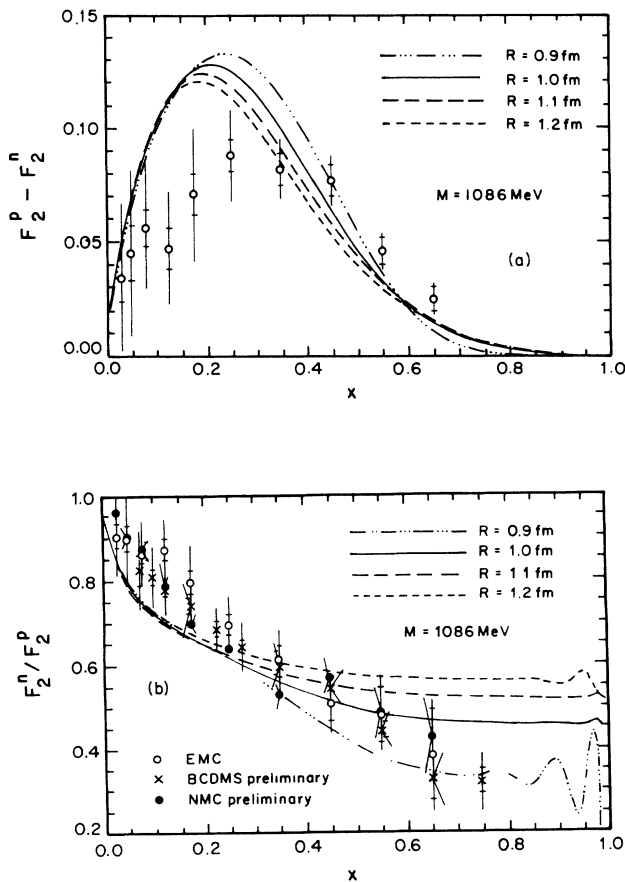 0.15
0.10
0.05
0.00
F₂ᵖ − F₂ⁿ
R = 0.9 fm
R = 1.0 fm
R = 1.1 fm
R = 1.2 fm
M = 1086 MeV
(a)
0.0 0.2 0.4 0.6 0.8 1.0
x
1.0
0.8
0.6
0.4
0.2
F₂ⁿ/F₂ᵖ
R = 0.9 fm
R = 1.0 fm
R = 1 1 fm
R = 1.2 fm
M = 1086 MeV
(b)
EMC
BCDMS preliminary
NMC preliminary
0.0 0.2 0.4 0.6 0.8 1.0
x